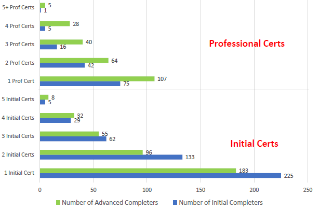 5+ Prof Certs 5
1
4 Prof Certs 28
5
3 Prof Certs 40
16
Professional Certs
2 Prof Certs 64
42
1 Prof Cert 107
75
5 Initial Certs 8
5
4 Initial Certs 32
29
3 Initial Certs 55
62
Initial Certs
2 Initial Certs 96
133
1 Initial Cert 183
225
0 50 100 150 200 250
Number of Advanced Completers Number of Initial Completers